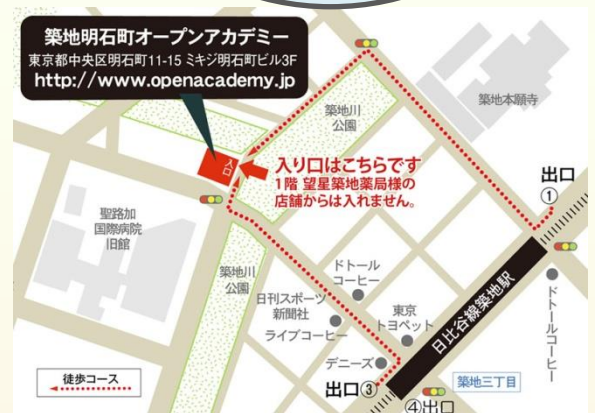 築地明石町オープンアカデミー
東京都中央区明石町11-15 ミキジ明石町ビル3F
http://www.openacademy.jp
築地本願寺
築地川
公園
入口
入り口はこちらです
1階 望星築地薬局様の
店舗からは入れません。
出口
①
聖路加
国際病院
旧館
築地川
公園
ドトール
コーヒー
日刊スポーツ
新聞社
ライブコーヒー
東京
トヨペット
日比谷線築地駅
ドトールコーヒー
デニーズ
徒歩コース
出口③
築地三丁目
④出口